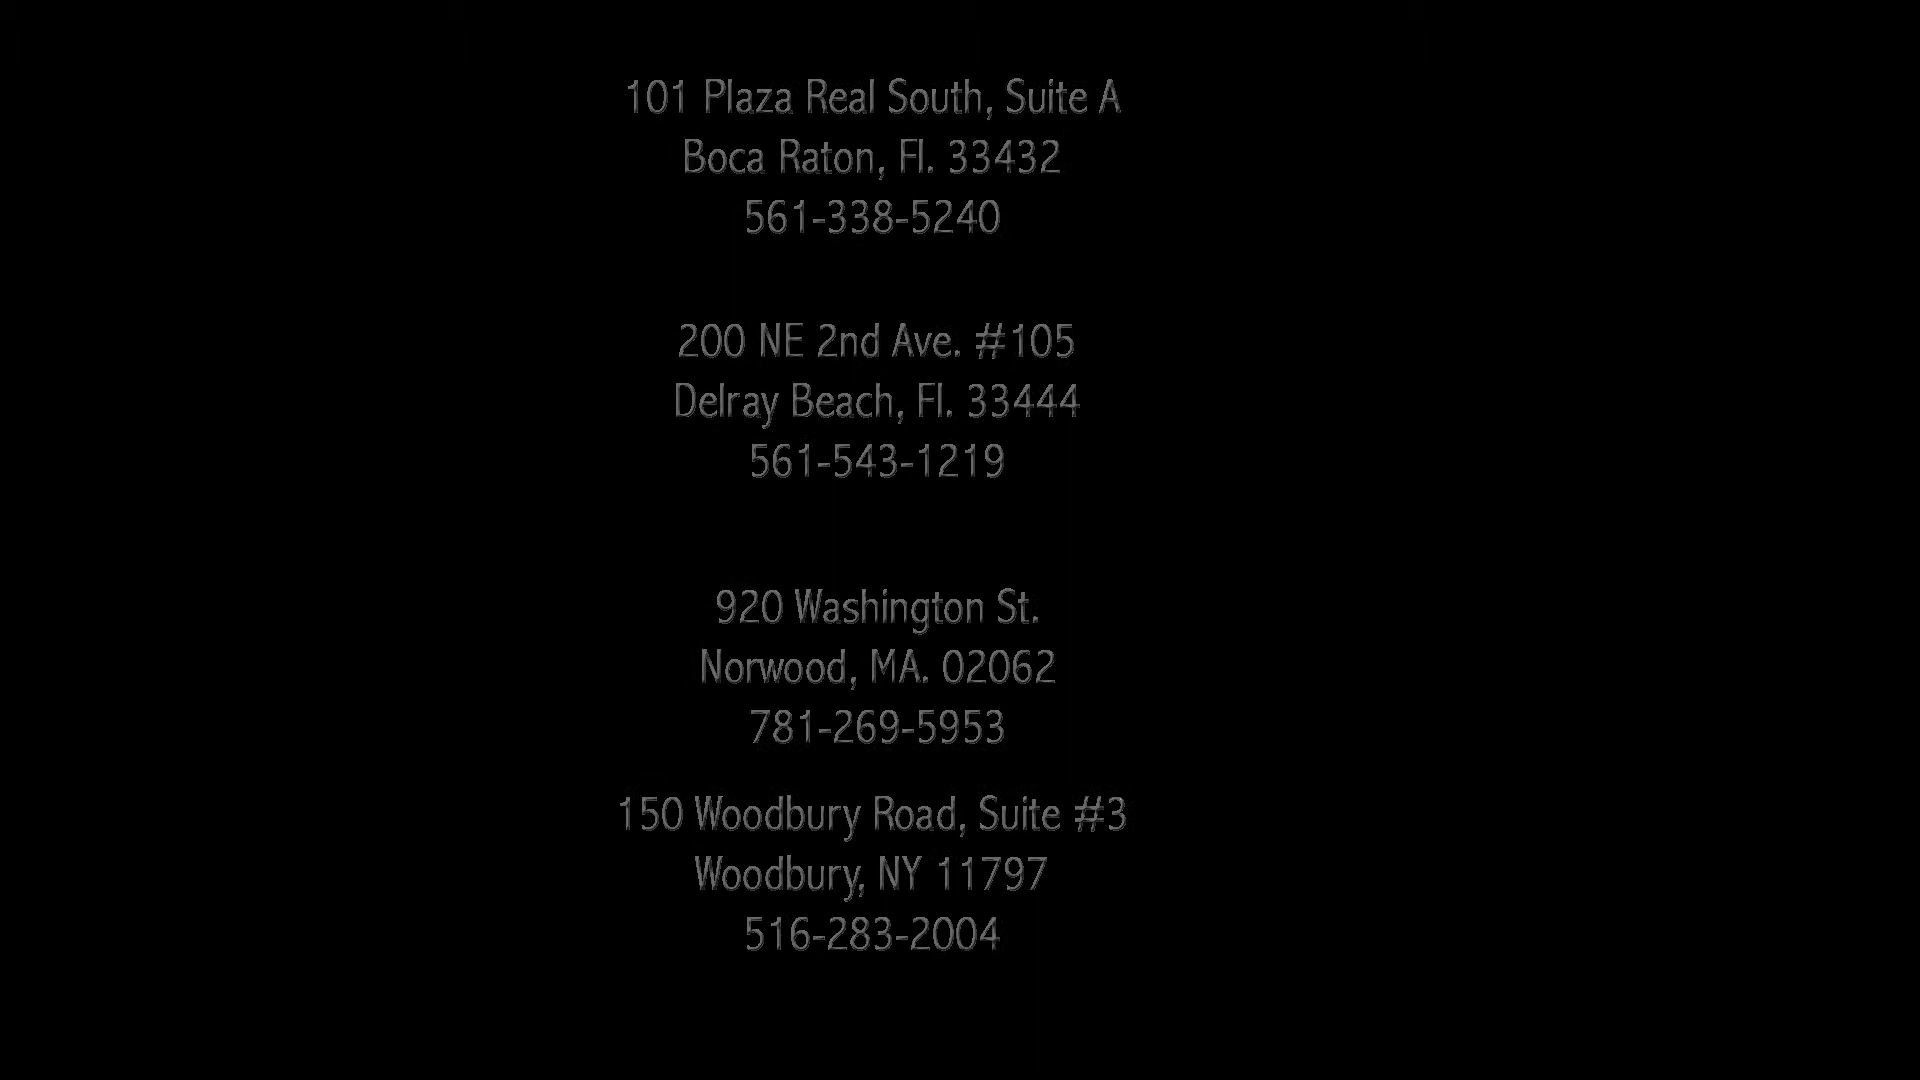 101 Plaza Real South, Suite A
Boca Raton, Fl. 33432
561-338-5240
200 NE 2nd Ave. #105
Delray Beach, Fl. 33444
561-543-1219
920 Washington St.
Norwood, MA. 02062
781-269-5953
150 Woodbury Road, Suite #3
Woodbury, NY 11797
516-283-2004